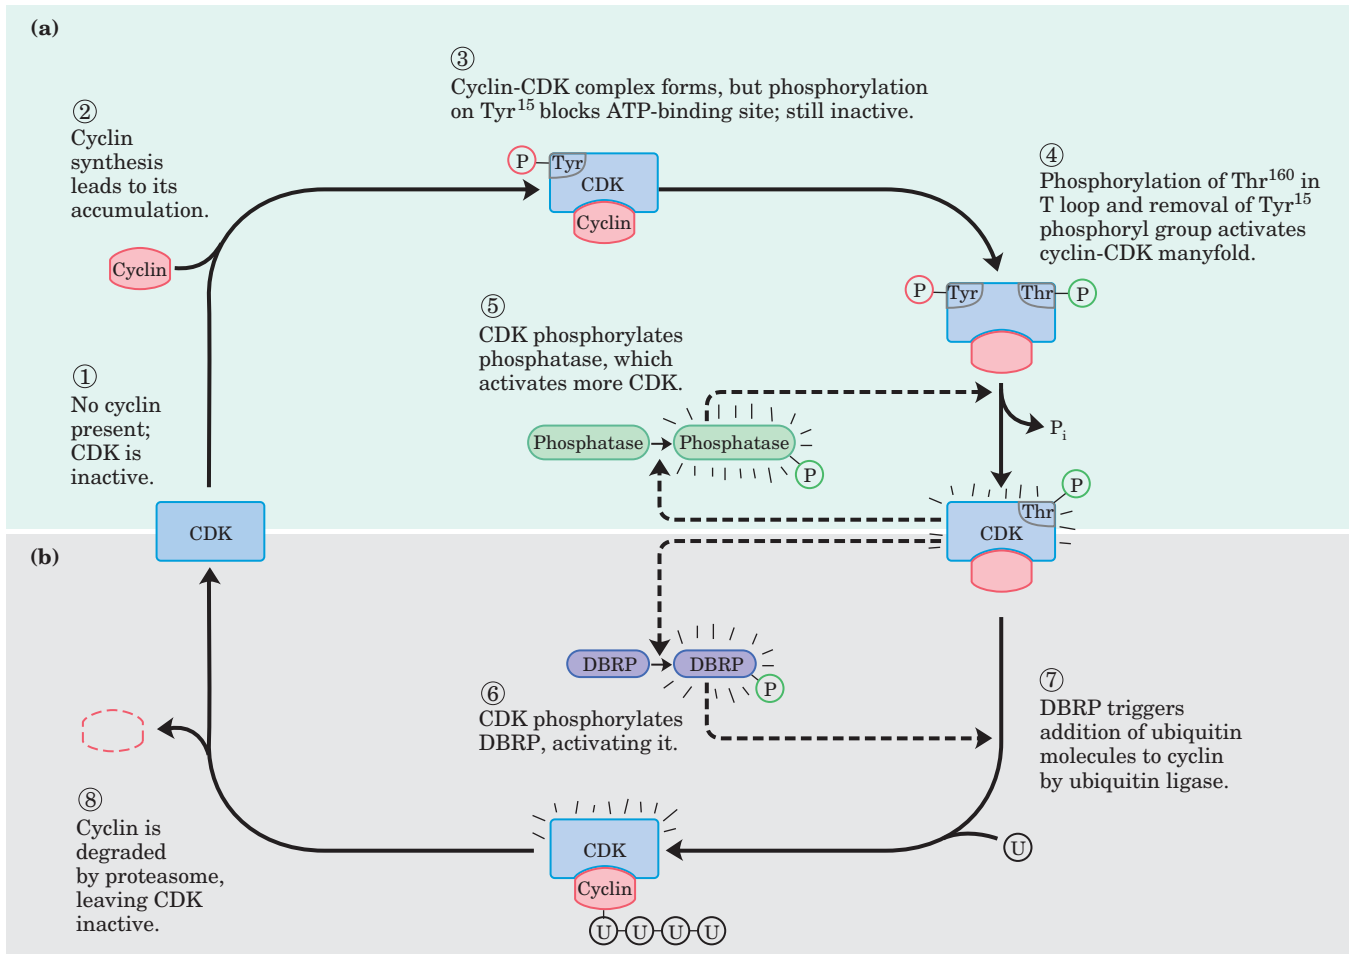 (a)
③
Cyclin-CDK complex forms, but phosphorylation
on Tyr¹⁵ blocks ATP-binding site; still inactive.
②
Cyclin
synthesis
leads to its
accumulation.
④
Phosphorylation of Thr¹⁶⁰ in
T loop and removal of Tyr¹⁵
phosphoryl group activates
cyclin-CDK manyfold.
P
Tyr
CDK
Cyclin
Cyclin
P
Tyr
Thr
P
⑤
CDK phosphorylates
phosphatase, which
activates more CDK.
①
No cyclin
present;
CDK is
inactive.
Phosphatase
Phosphatase
P
Pᵢ
P
Thr
CDK
CDK
(b)
DBRP
DBRP
P
⑥
CDK phosphorylates
DBRP, activating it.
⑦
DBRP triggers
addition of ubiquitin
molecules to cyclin
by ubiquitin ligase.
⑧
Cyclin is
degraded
by proteasome,
leaving CDK
inactive.
CDK
Cyclin
U
U
U
U
U